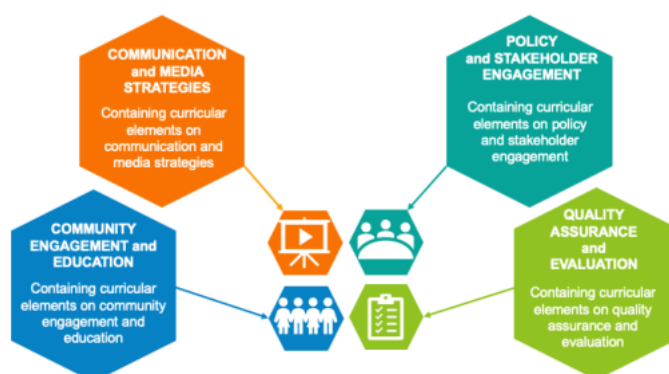 COMMUNICATION
and MEDIA
STRATEGIES
Containing curricular
elements on
communication and
media strategies
POLICY
and STAKEHOLDER
ENGAGEMENT
Containing curricular
elements on policy
and stakeholder
engagement
COMMUNITY
ENGAGEMENT and
EDUCATION
Containing curricular
elements on community
engagement and
education
QUALITY
ASSURANCE
and
EVALUATION
Containing curricular
elements on quality
assurance and
evaluation